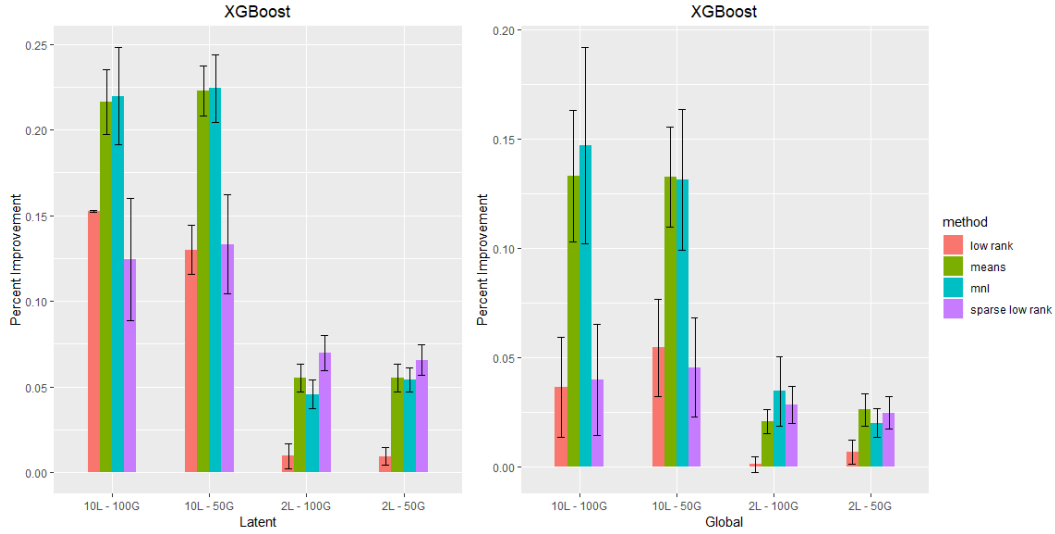 XGBoost
Percent Improvement
0.25
0.20
0.15
0.10
0.05
0.00
10L - 100G
10L - 50G
2L - 100G
2L - 50G
Latent
XGBoost
Percent Improvement
0.20
0.15
0.10
0.05
0.00
10L - 100G
10L - 50G
2L - 100G
2L - 50G
Global
method
low rank
means
mnl
sparse low rank